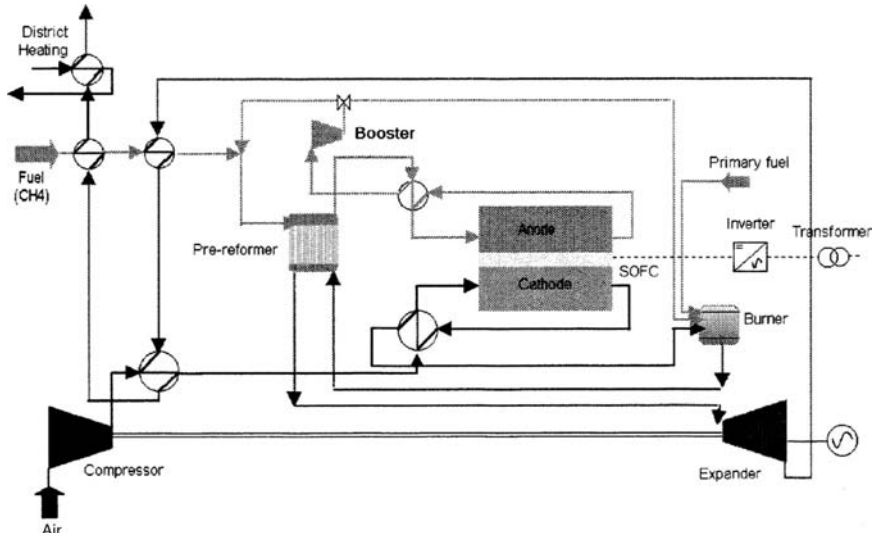 District
Heating
Booster
Fuel
(CH4)
Primary fuel
Pre-reformer
Anode
Inverter
Transformer
SOFC
Cathode
Burner
Compressor
Expander
Air